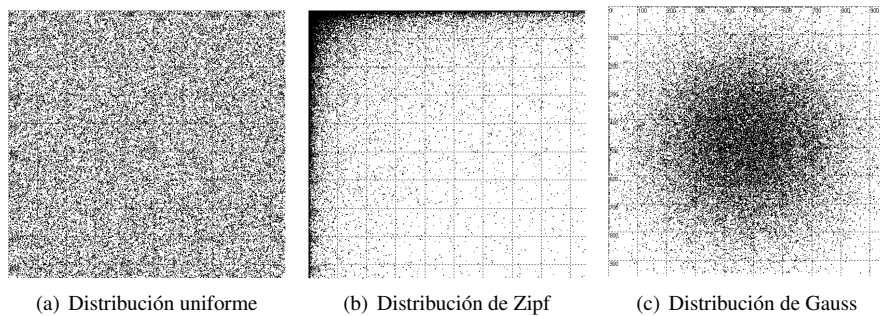 (a) Distribución uniforme
(b) Distribución de Zipf
(c) Distribución de Gauss